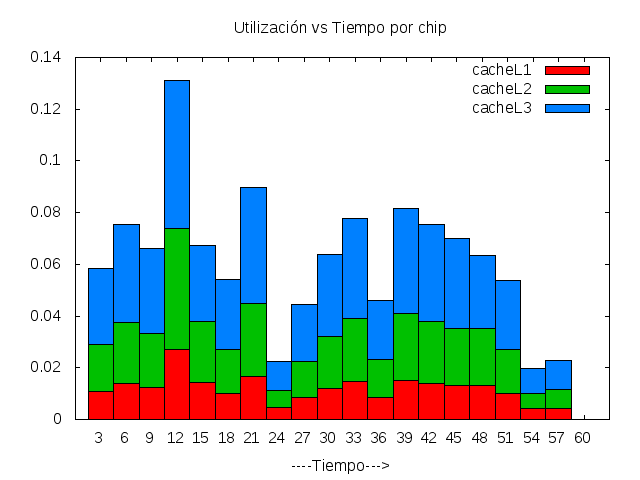 Utilización vs Tiempo por chip
0.14
0.12
0.1
0.08
0.06
0.04
0.02
0
cacheL1
cacheL2
cacheL3
3 6 9 12 15 18 21 24 27 30 33 36 39 42 45 48 51 54 57 60
----Tiempo--->